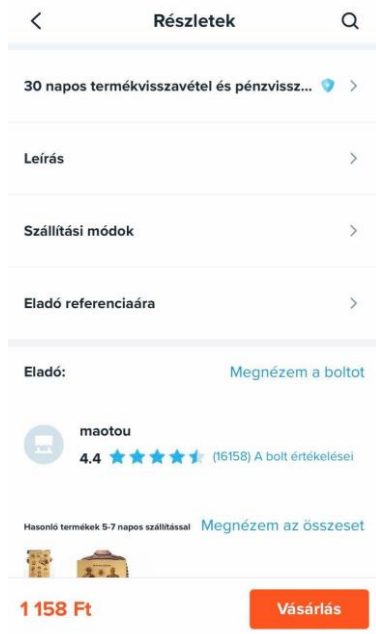 Részletek
30 napos termékvisszavétel és pénzvissz...
Leírás
Szállítási módok
Eladó referenciaára
Eladó: Megnézem a boltot
maotou
4.4 (16158) A bolt értékelései
Hasonló termékek 5-7 napos szállítással Megnézem az összeset
1 158 Ft Vásárlás